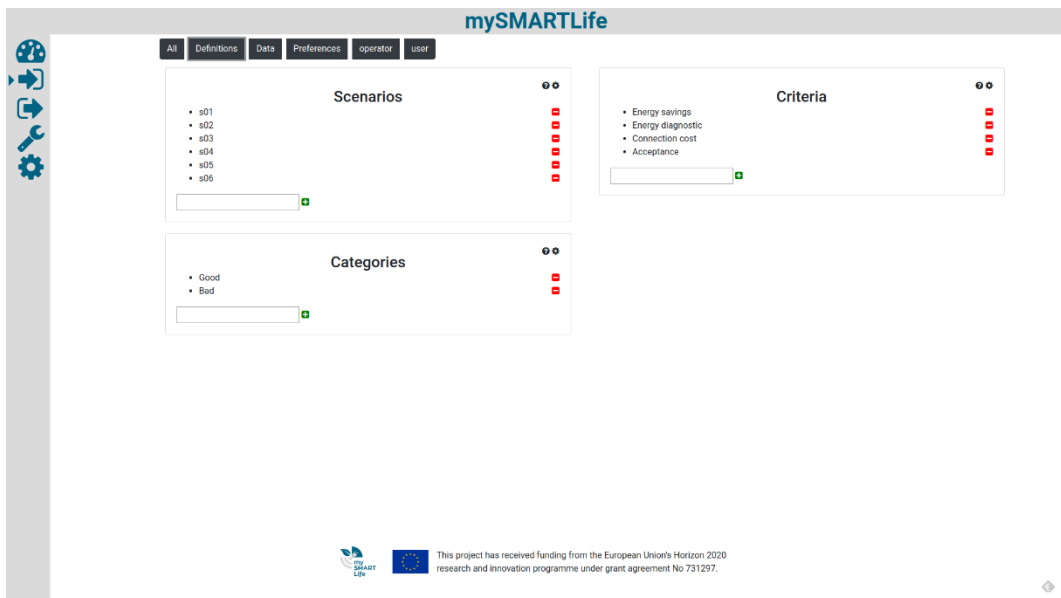 mySMARTLife
All Definitions Data Preferences operator user
Scenarios
s01
s02
s03
s04
s05
s06
Criteria
Energy savings
Energy diagnostic
Connection cost
Acceptance
Categories
Good
Bad
my
SMART
Life
This project has received funding from the European Union's Horizon 2020
research and innovation programme under grant agreement No 731297.